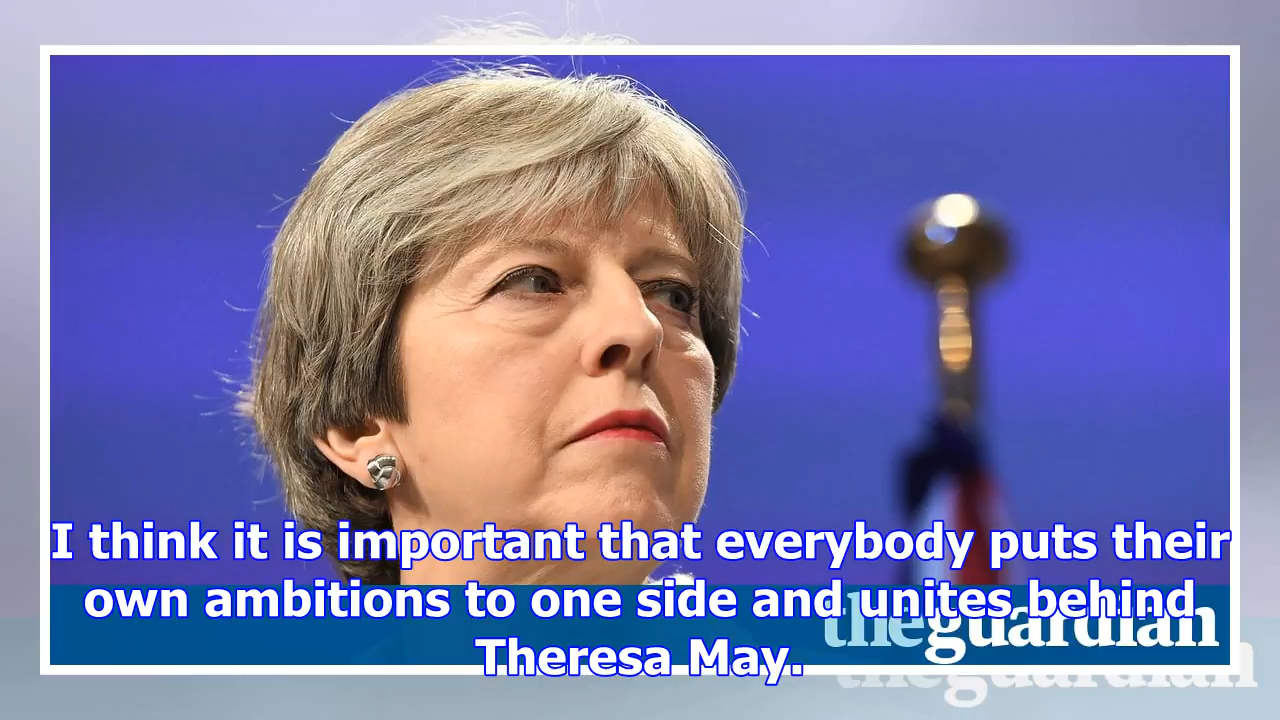 I think it is important that everybody puts their
own ambitions to one side and unites behind
theguardian
Theresa May.
theguardian